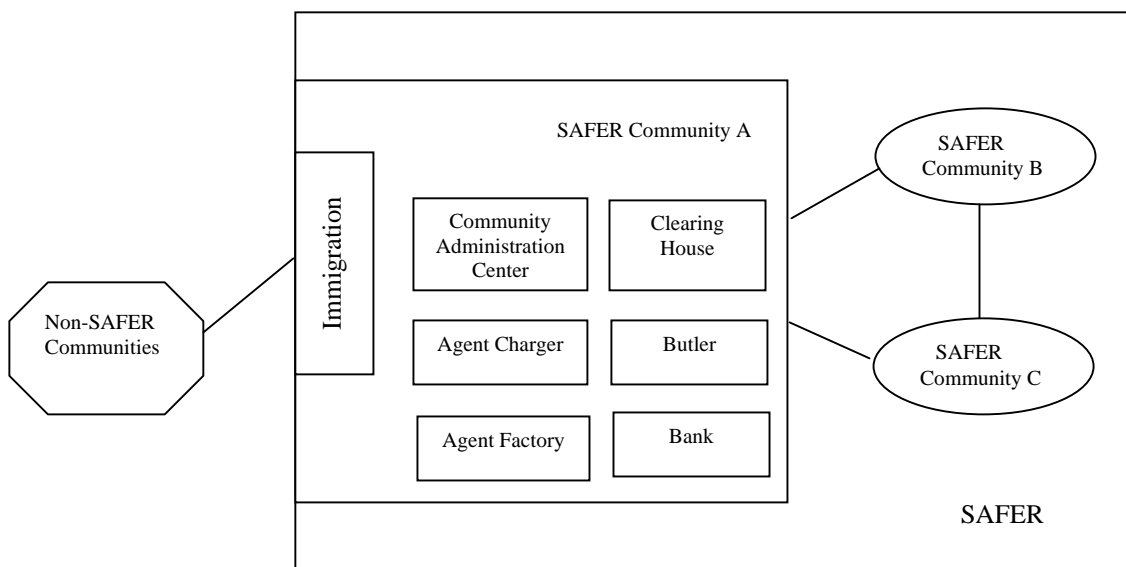 SAFER Community A
Immigration
Community
Administration
Center
Clearing
House
Agent Charger
Butler
Agent Factory
Bank
Non-SAFER
Communities
SAFER
Community B
SAFER
Community C
SAFER